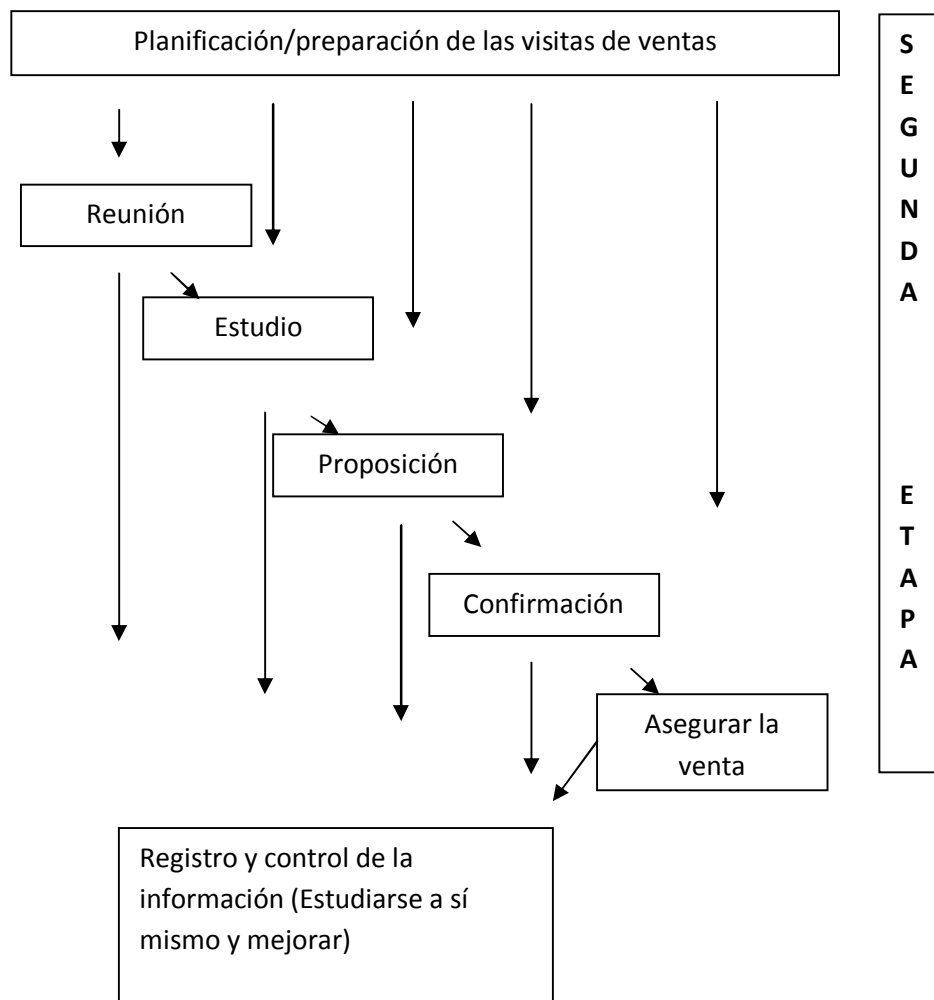 Planificación/preparación de las visitas de ventas
Reunión
Estudio
Proposición
Confirmación
Asegurar la
venta
Registro y control de la
información (Estudiarse a sí
mismo y mejorar)
S
E
G
U
N
D
A
E
T
A
P
A